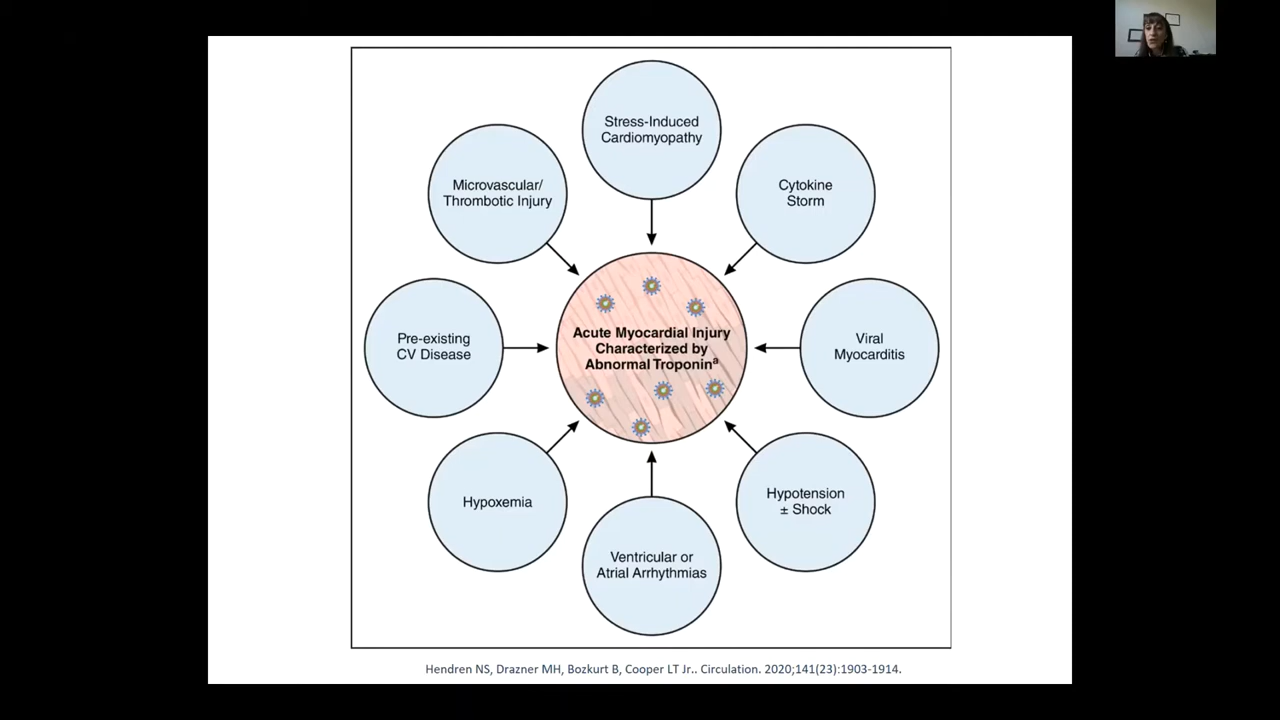 Stress-Induced
Cardiomyopathy
Microvascular/
Thrombotic Injury
Cytokine
Storm
Pre-existing
CV Disease
Acute Myocardial Injury
Characterized by
Abnormal Troponinᵃ
Viral
Myocarditis
Hypoxemia
Hypotension
± Shock
Ventricular or
Atrial Arrhythmias
Hendren NS, Drazner MH, Bozkurt B, Cooper LT Jr.. Circulation. 2020;141(23):1903-1914.